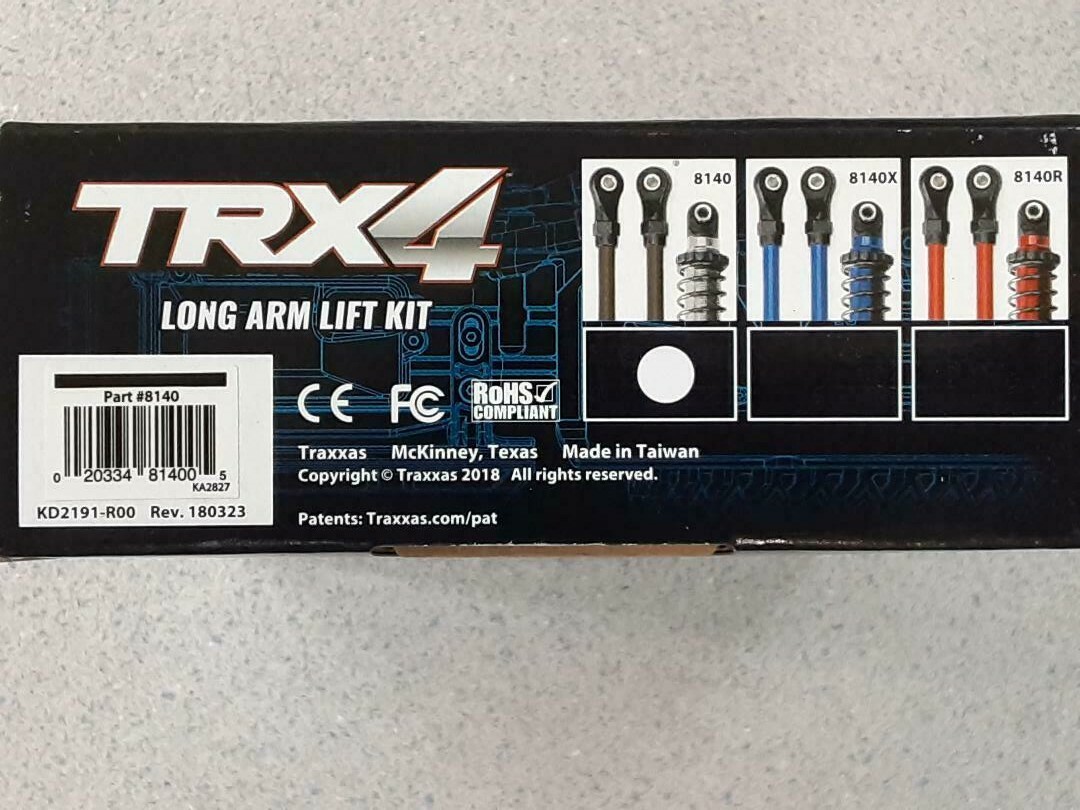 TRX4
LONG ARM LIFT KIT
8140
8140X
8140R
Part #8140
0 20334 81400 5
KA2827
KD2191-R00 Rev. 180323
CE FC RoHS
COMPLIANT
Traxxas McKinney, Texas Made in Taiwan
Copyright © Traxxas 2018 All rights reserved.
Patents: Traxxas.com/pat